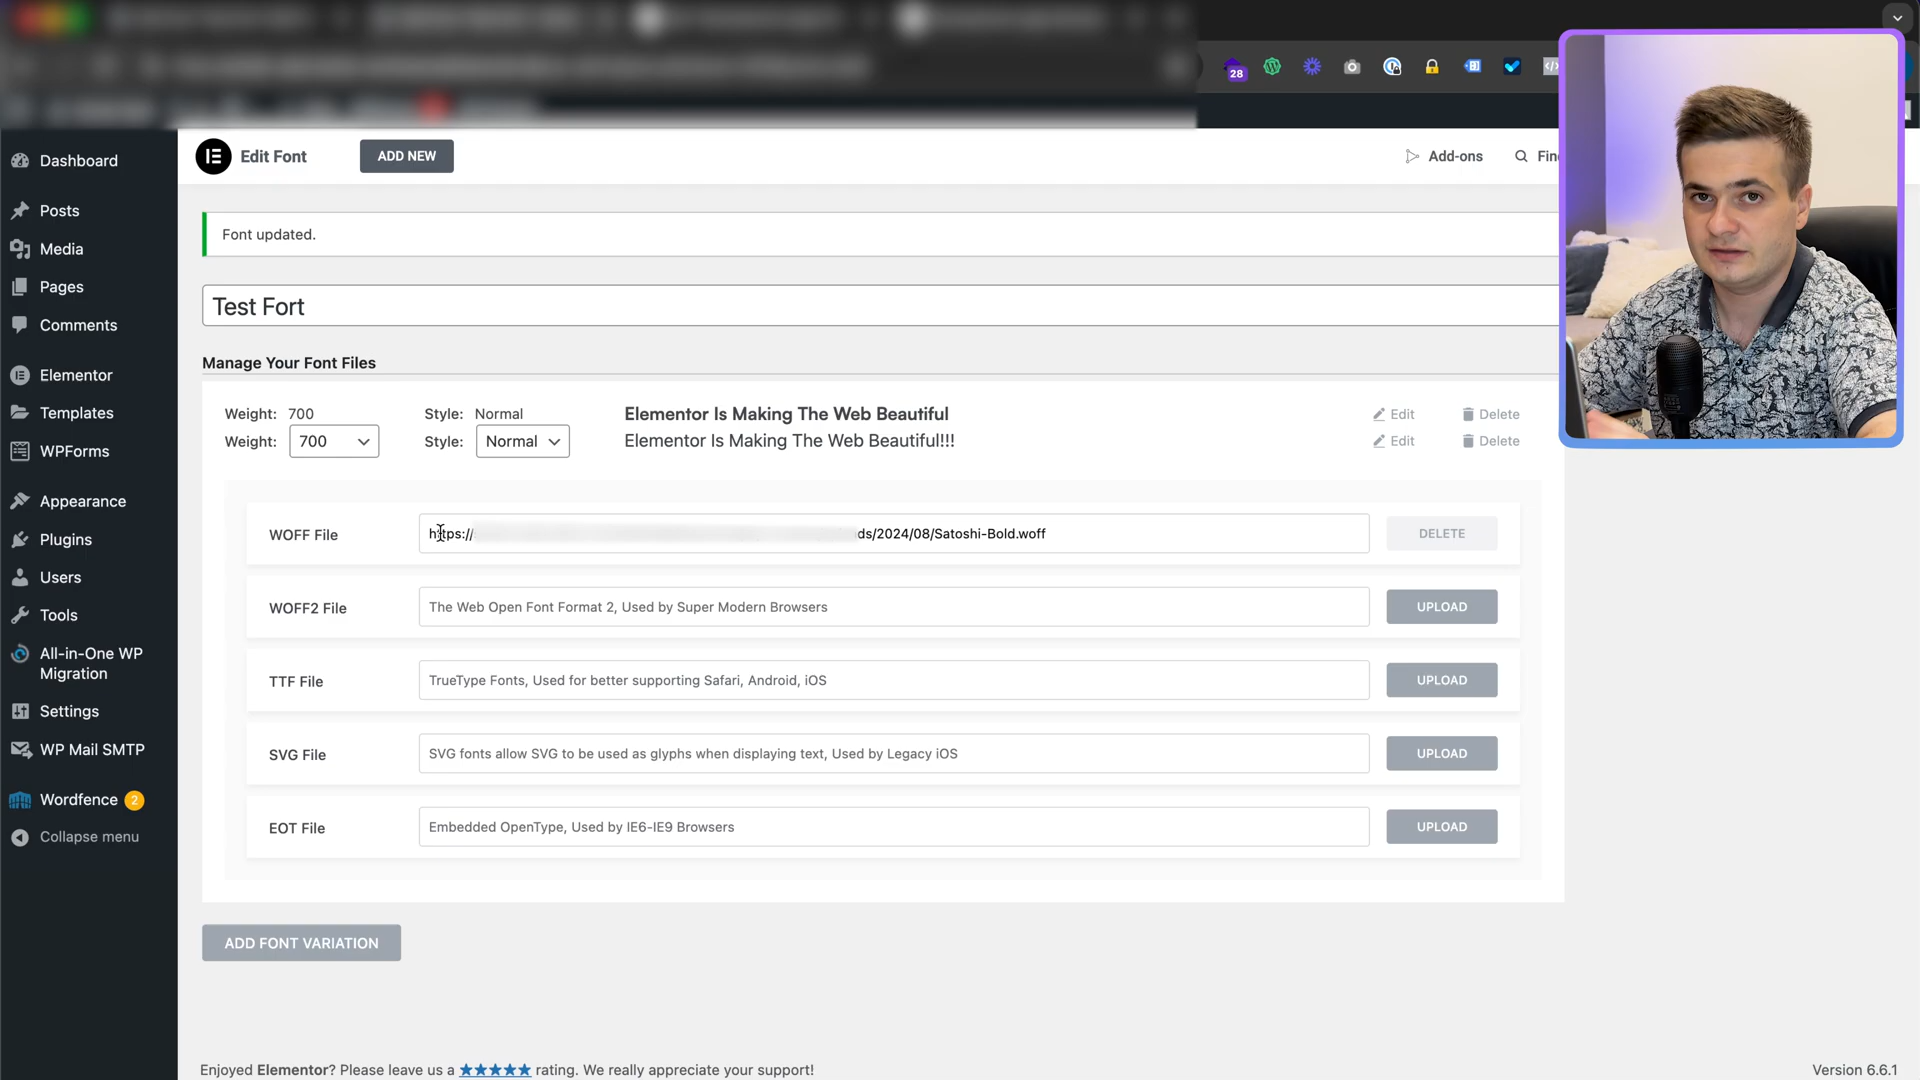 28
Dashboard
Posts
Media
Pages
Comments
Elementor
Templates
WPForms
Appearance
Plugins
Users
Tools
All-in-One WP
Migration
Settings
WP Mail SMTP
Wordfence 2
Collapse menu
Edit Font
ADD NEW
Add-ons
Fin
Font updated.
Test Fort
Manage Your Font Files
Weight: 700 Style: Normal Elementor Is Making The Web Beautiful Edit Delete
Weight: 700 Style: Normal Elementor Is Making The Web Beautiful!!! Edit Delete
WOFF File https:// ds/2024/08/Satoshi-Bold.woff DELETE
WOFF2 File The Web Open Font Format 2, Used by Super Modern Browsers UPLOAD
TTF File TrueType Fonts, Used for better supporting Safari, Android, iOS UPLOAD
SVG File SVG fonts allow SVG to be used as glyphs when displaying text, Used by Legacy iOS UPLOAD
EOT File Embedded OpenType, Used by IE6-IE9 Browsers UPLOAD
ADD FONT VARIATION
Enjoyed Elementor? Please leave us a ★★★★★ rating. We really appreciate your support!
Version 6.6.1